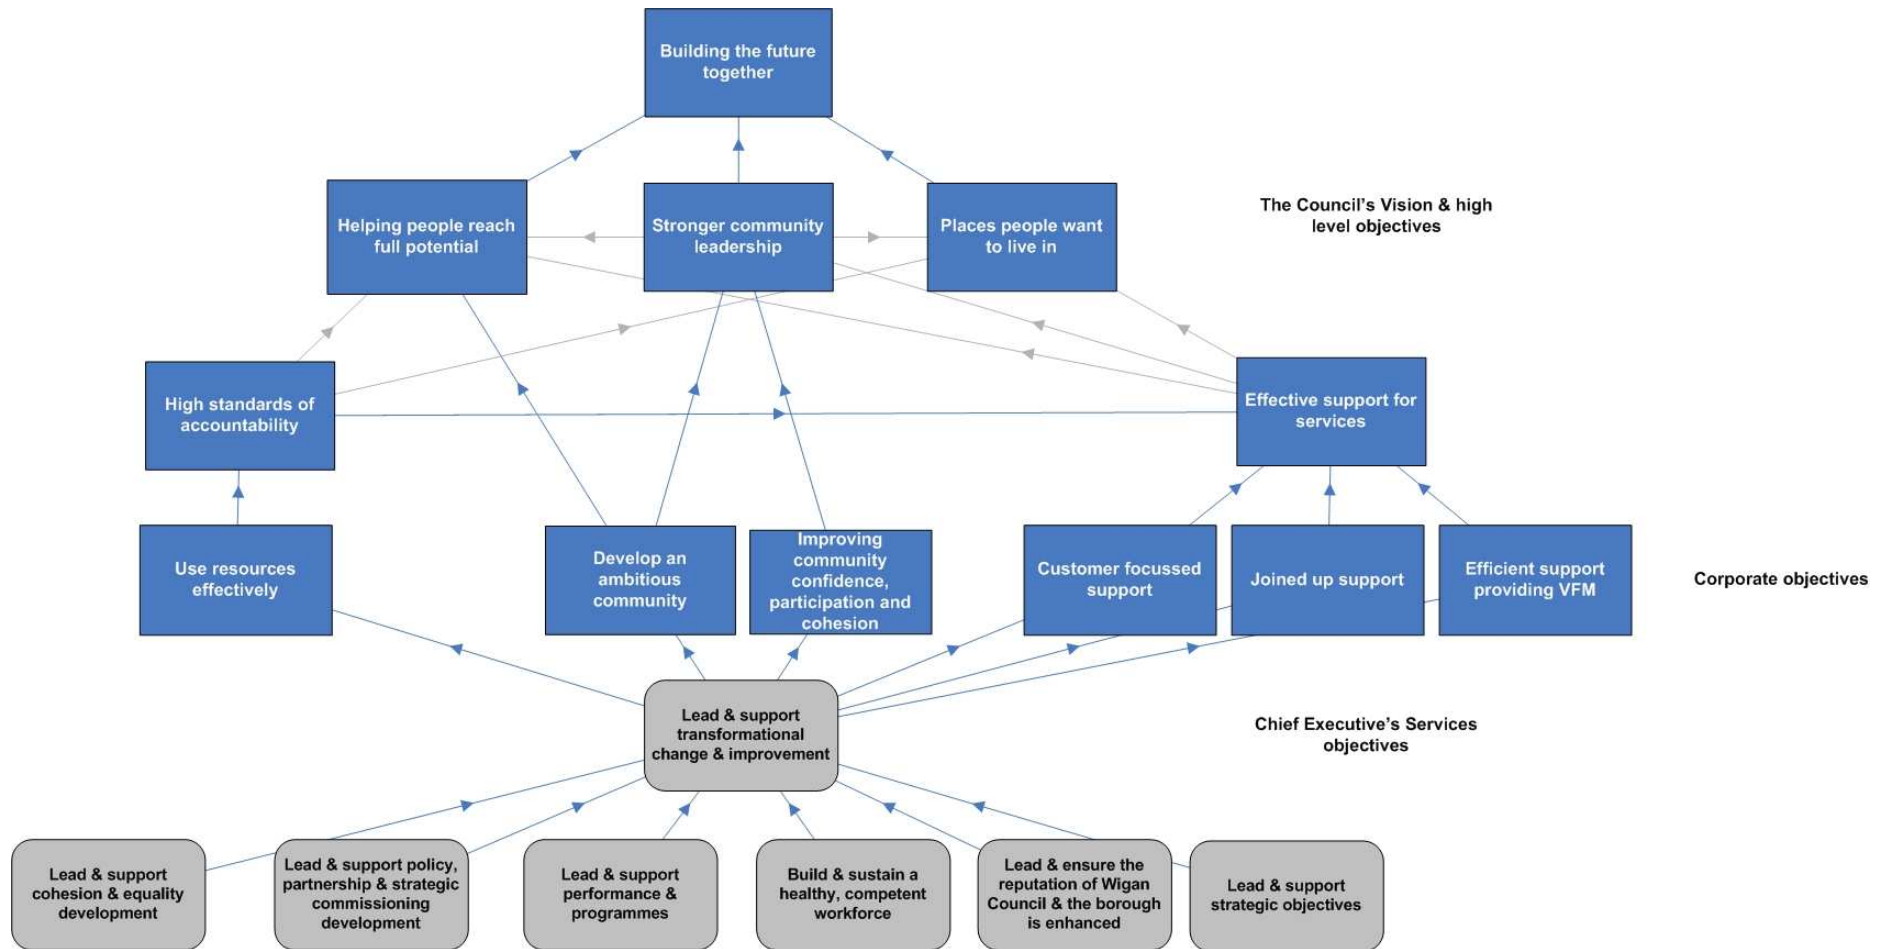 Building the future
together
Helping people reach
full potential
Stronger community
leadership
Places people want
to live in
The Council's Vision & high
level objectives
High standards of
accountability
Effective support for
services
Use resources
effectively
Develop an
ambitious
community
Improving
community
confidence,
participation and
cohesion
Customer focussed
support
Joined up support
Efficient support
providing VFM
Corporate objectives
Lead & support
transformational
change & improvement
Chief Executive's Services
objectives
Lead & support
cohesion & equality
development
Lead & support policy,
partnership & strategic
commissioning
development
Lead & support
performance &
programmes
Build & sustain a
healthy, competent
workforce
Lead & ensure the
reputation of Wigan
Council & the borough
is enhanced
Lead & support
strategic objectives